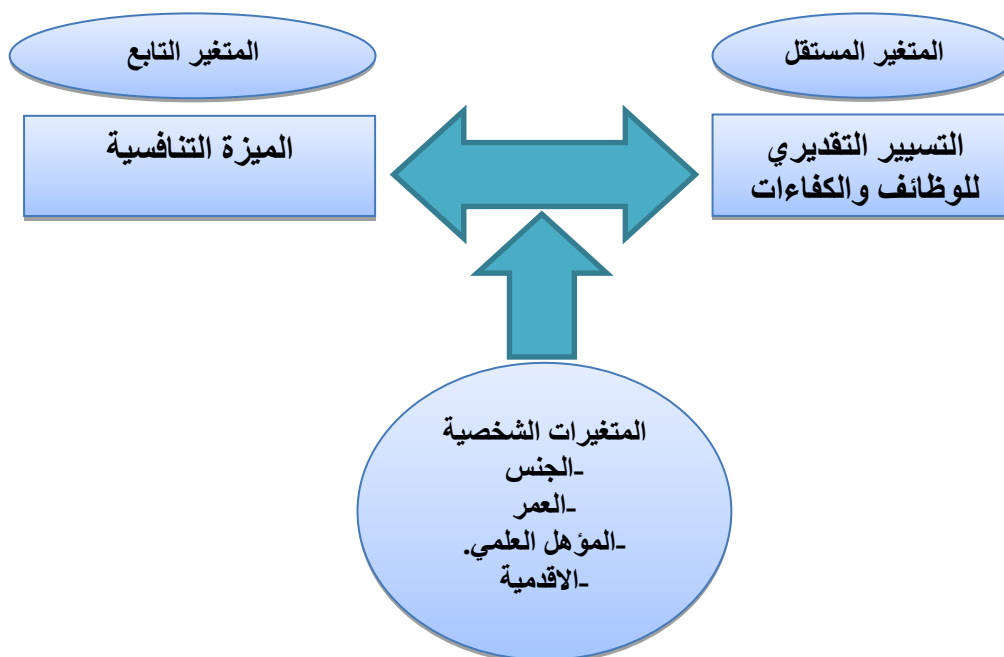 المتغير المستقل
المتغير التابع
التسيير التقديري
للوظائف والكفاءات
الميزة التنافسية
المتغيرات الشخصية
-الجنس
-العمر
-المؤهل العلمي.
-الاقدمية